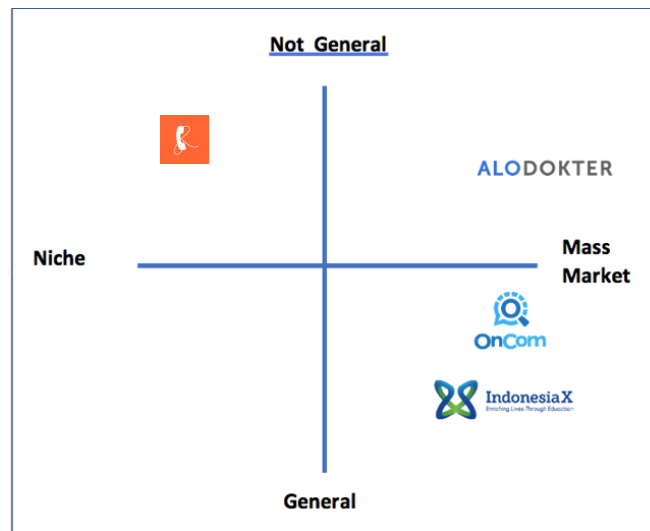 Not General
ALODOKTER
Niche
Mass
Market
OnCom
IndonesiaX
Enriching Lives Through Education
General